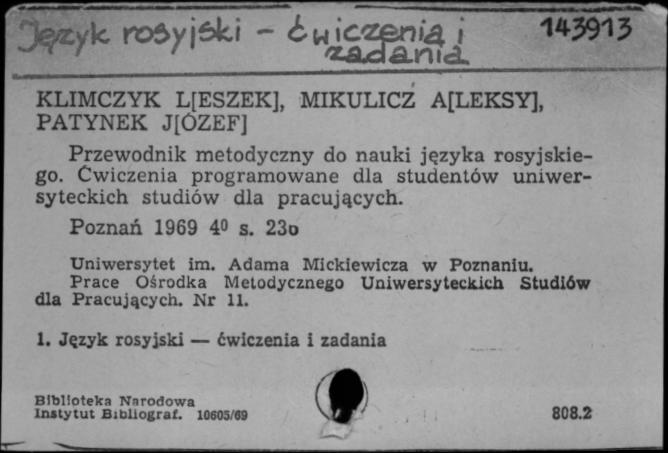 Język rosyjski - ćwiczenia i 143913
zadania
KLIMCZYK L[ESZEK], MIKULICZ A[LEKSY],
PATYNEK J[ÓZEF]
Przewodnik metodyczny do nauki języka rosyjskie-
go. Ćwiczenia programowane dla studentów uniwer-
syteckich studiów dla pracujących.
Poznań 1969 4⁰ s. 230
Uniwersytet im. Adama Mickiewicza w Poznaniu.
Prace Ośrodka Metodycznego Uniwersyteckich Studiów
dla Pracujących. Nr 11.
1. Język rosyjski — ćwiczenia i zadania
Biblioteka Narodowa
Instytut Bibliograf. 10605/69 808.2